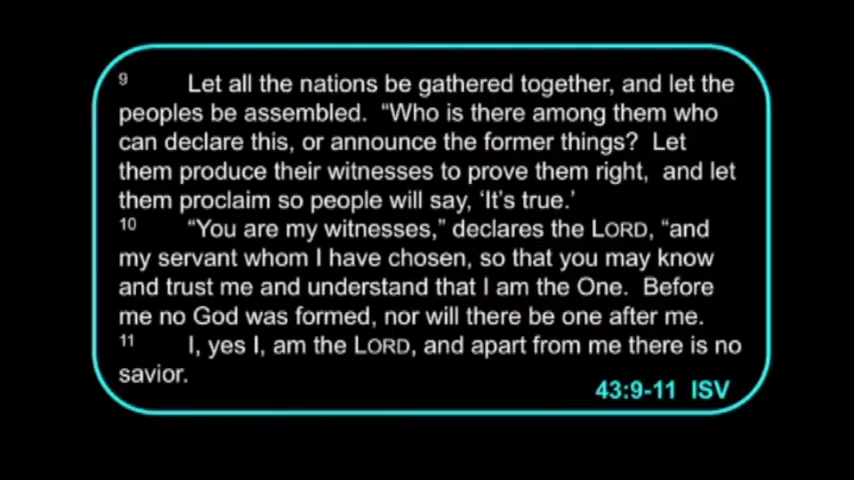 9 Let all the nations be gathered together, and let the
peoples be assembled. “Who is there among them who
can declare this, or announce the former things? Let
them produce their witnesses to prove them right, and let
them proclaim so people will say, ‘It’s true.’
10 “You are my witnesses,” declares the LORD, “and
my servant whom I have chosen, so that you may know
and trust me and understand that I am the One. Before
me no God was formed, nor will there be one after me.
11 I, yes I, am the LORD, and apart from me there is no
savior.
43:9-11 ISV